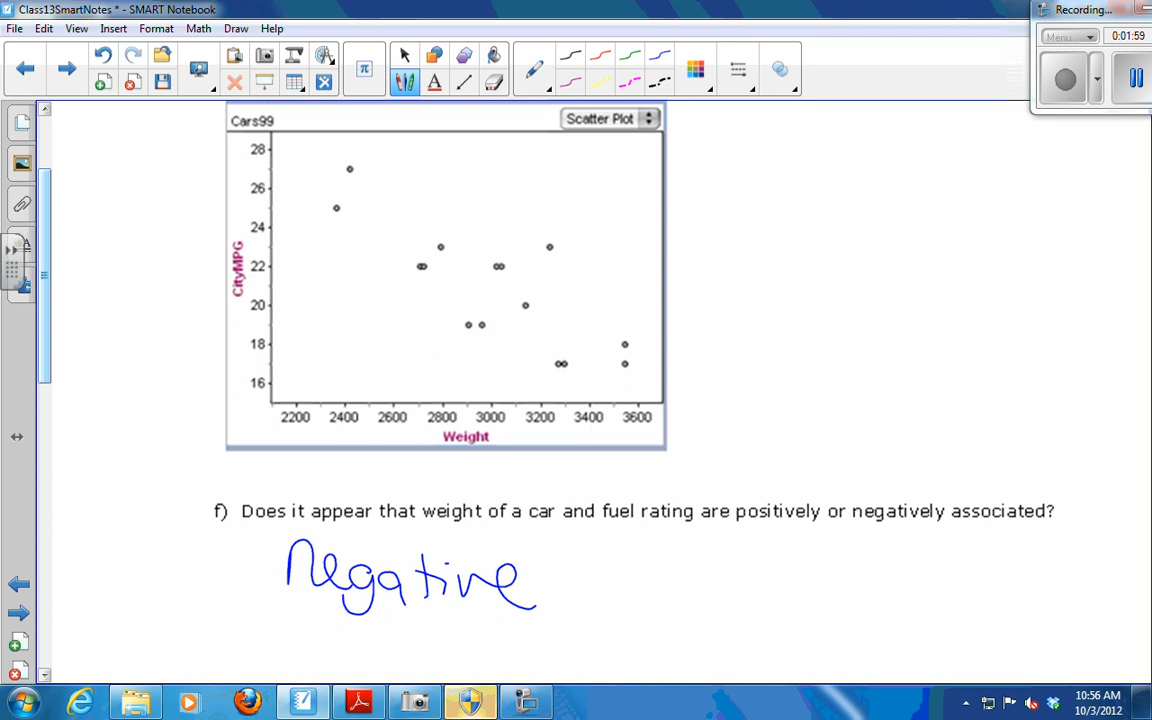 Class13SmartNotes * - SMART Notebook
Recording...
File Edit View Insert Format Math Draw Help
Menu
0:01:59
π
A
Cars99
Scatter Plot
28
26
24
22
20
18
16
CityMPG
2200 2400 2600 2800 3000 3200 3400 3600
Weight
f) Does it appear that weight of a car and fuel rating are positively or negatively associated?
Negative
10:56 AM
10/3/2012